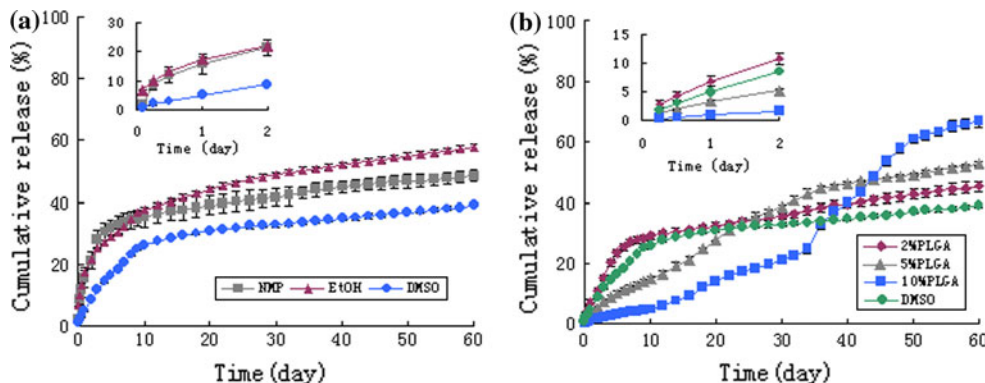 (a)
Cumulative release (%)
100
80
60
40
20
0
0 10 20 30 40 50 60
Time (day)
30
20
10
0
0 1 2
Time (day)
NMP EtOH DMSO
(b)
Cumulative release (%)
100
80
60
40
20
0
0 10 20 30 40 50 60
Time (day)
15
10
5
0
0 1 2
Time (day)
2%PLGA
5%PLGA
10%PLGA
DMSO